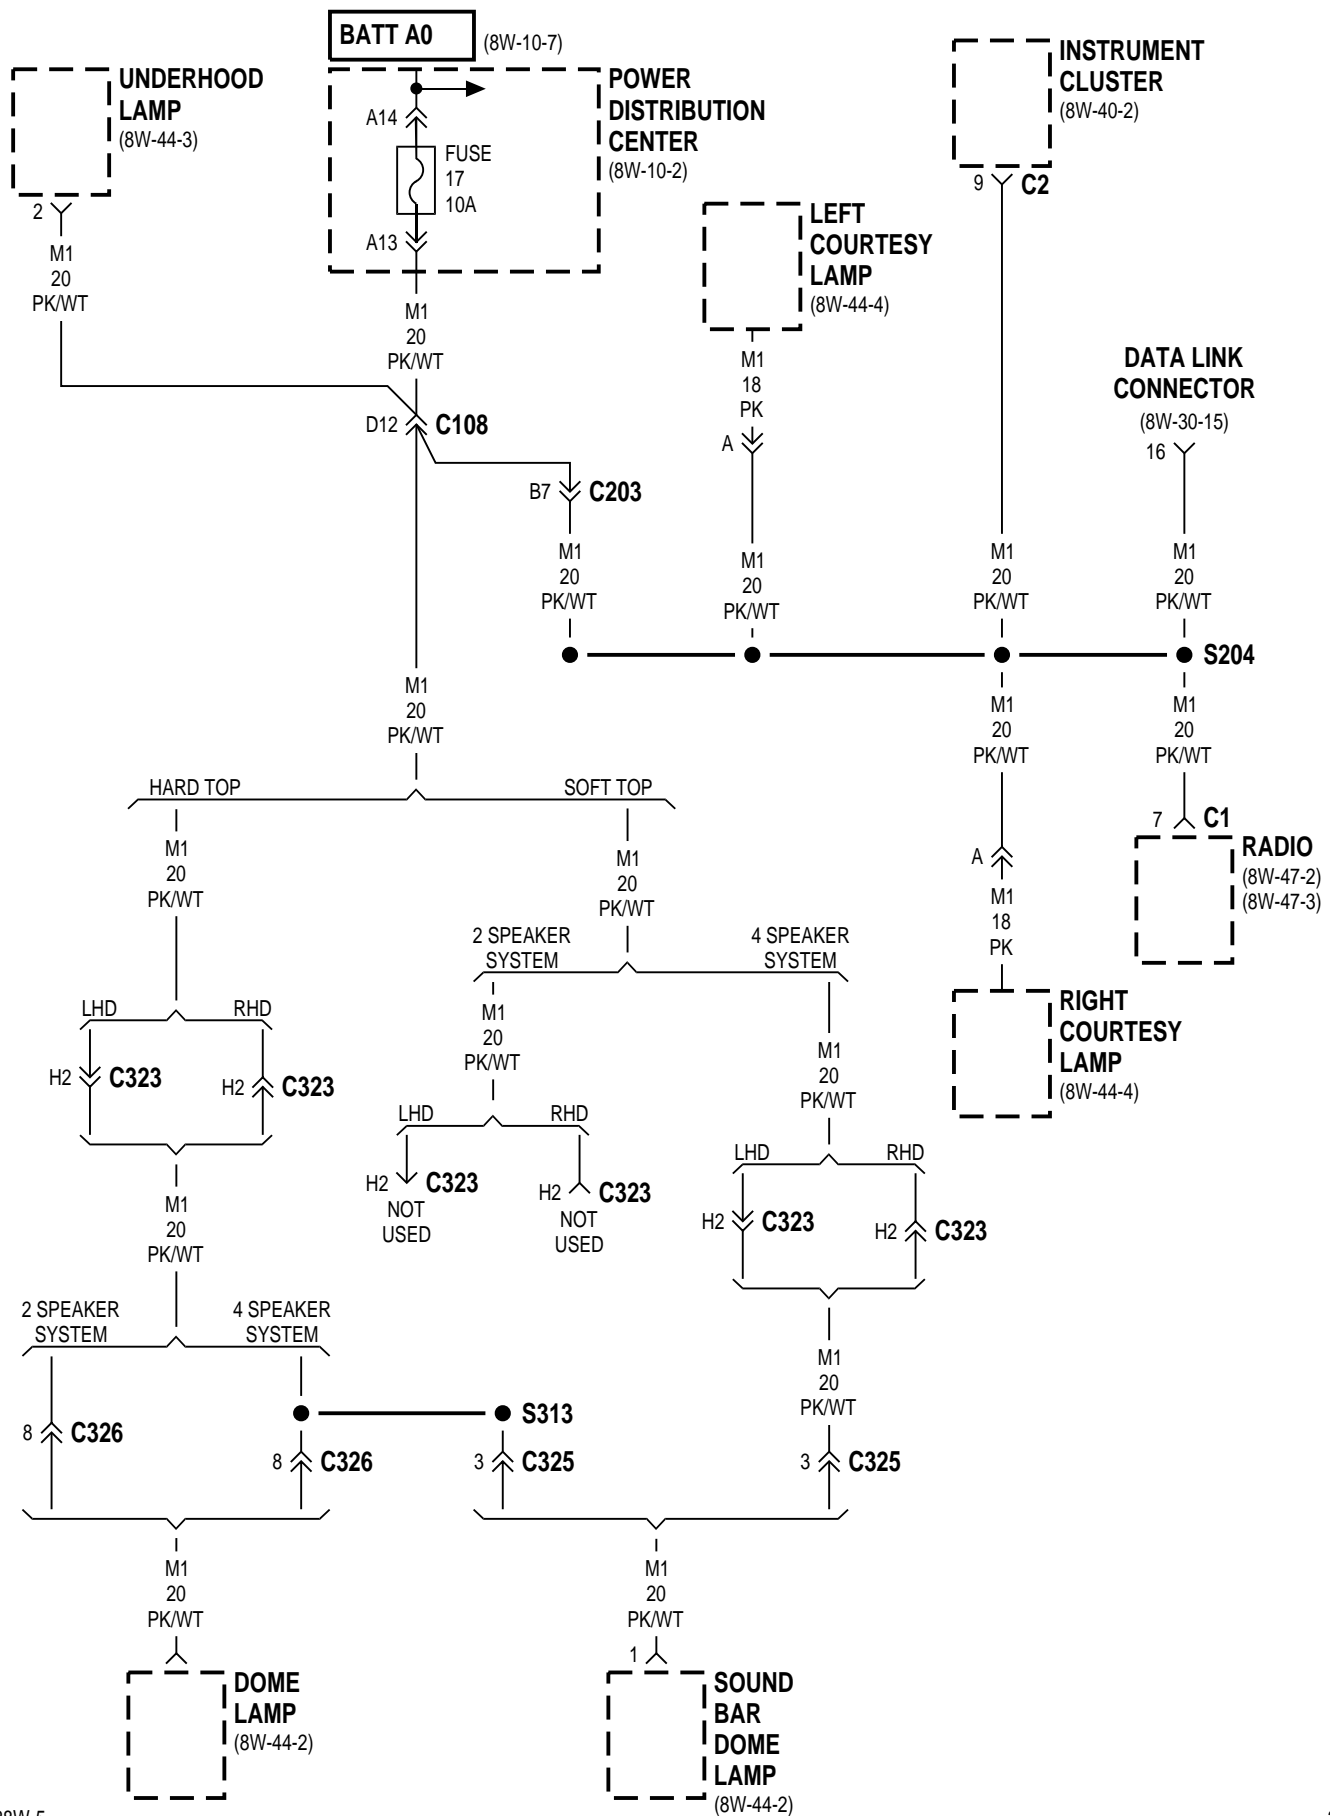 BATT A0
(8W-10-7)
UNDERHOOD
LAMP
(8W-44-3)
2
M1
20
PK/WT
POWER
DISTRIBUTION
CENTER
(8W-10-2)
A14
FUSE
17
10A
A13
M1
20
PK/WT
INSTRUMENT
CLUSTER
(8W-40-2)
9
C2
LEFT
COURTESY
LAMP
(8W-44-4)
M1
18
PK
A
DATA LINK
CONNECTOR
(8W-30-15)
16
D12
C108
B7
C203
M1
20
PK/WT
M1
20
PK/WT
M1
20
PK/WT
M1
20
PK/WT
S204
M1
20
PK/WT
M1
20
PK/WT
M1
20
PK/WT
HARD TOP
SOFT TOP
7
C1
RADIO
(8W-47-2)
(8W-47-3)
A
M1
18
PK
RIGHT
COURTESY
LAMP
(8W-44-4)
M1
20
PK/WT
M1
20
PK/WT
2 SPEAKER
SYSTEM
4 SPEAKER
SYSTEM
LHD
RHD
H2
C323
H2
C323
M1
20
PK/WT
M1
20
PK/WT
LHD
RHD
H2
C323
NOT
USED
H2
C323
NOT
USED
LHD
RHD
H2
C323
H2
C323
M1
20
PK/WT
2 SPEAKER
SYSTEM
4 SPEAKER
SYSTEM
M1
20
PK/WT
S313
8
C326
8
C326
3
C325
3
C325
M1
20
PK/WT
M1
20
PK/WT
1
DOME
LAMP
(8W-44-2)
SOUND
BAR
DOME
LAMP
(8W-44-2)